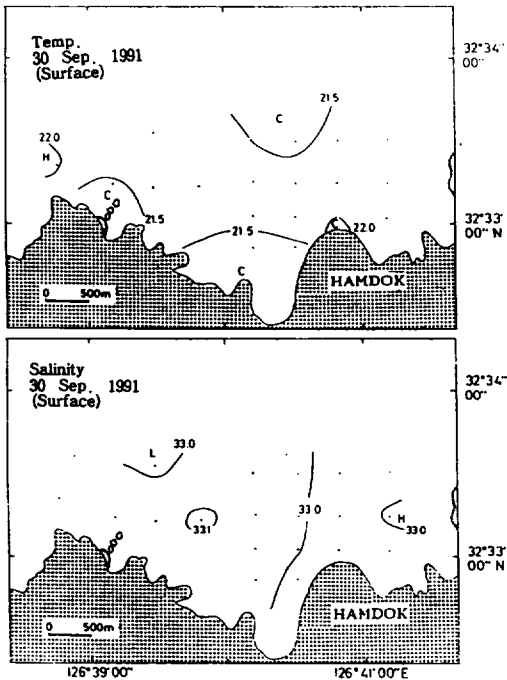 Temp.
30 Sep. 1991
(Surface)
32°34'
00"
21.5
C
22.0
H
C
21.5
21.5
22.0
32°33'
00" N
C
HAMDOK
0 500m
Salinity
30 Sep. 1991
(Surface)
32°34'
00"
L
33.0
33.0
331
H
33.0
32°33'
00" N
HAMDOK
0 500m
126°39'00"
126°41'00"E